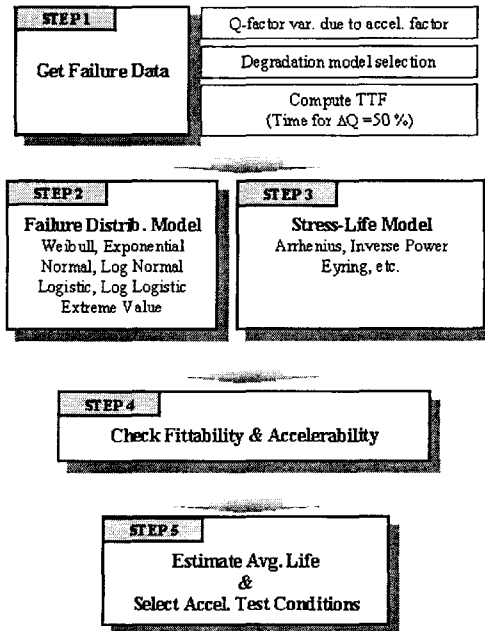 STEP 1
Get Failure Data
Q-factor var. due to accel. factor
Degradation model selection
Compute TTF
(Time for ΔQ =50 %)
STEP 2
Failure Distrib. Model
Weibull, Exponential
Normal, Log Normal
Logistic, Log Logistic
Extreme Value
STEP 3
Stress-Life Model
Arrhenius, Inverse Power
Eyring, etc.
STEP 4
Check Fittability & Accelerability
STEP 5
Estimate Avg. Life
&
Select Accel. Test Conditions